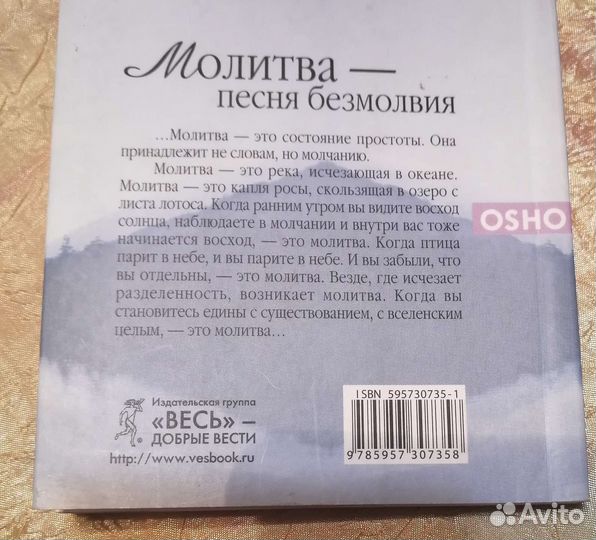 Молитва —
песня безмолвия
…Молитва — это состояние простоты. Она
принадлежит не словам, но молчанию.
Молитва — это река, исчезающая в океане.
Молитва — это капля росы, скользящая в озеро с
листа лотоса. Когда ранним утром вы видите восход
солнца, наблюдаете в молчании и внутри вас тоже
начинается восход, — это молитва. Когда птица
парит в небе, и вы парите в небе. И вы забыли, что
вы отдельны, — это молитва. Везде, где исчезает
разделенность, возникает молитва. Когда вы
становитесь едины с существованием, с вселенским
целым, — это молитва…
OSHO
Издательская группа
«ВЕСЬ» —
ДОБРЫЕ ВЕСТИ
http://www.vesbook.ru
ISBN 595730735-1
9 785957 307358
Avito